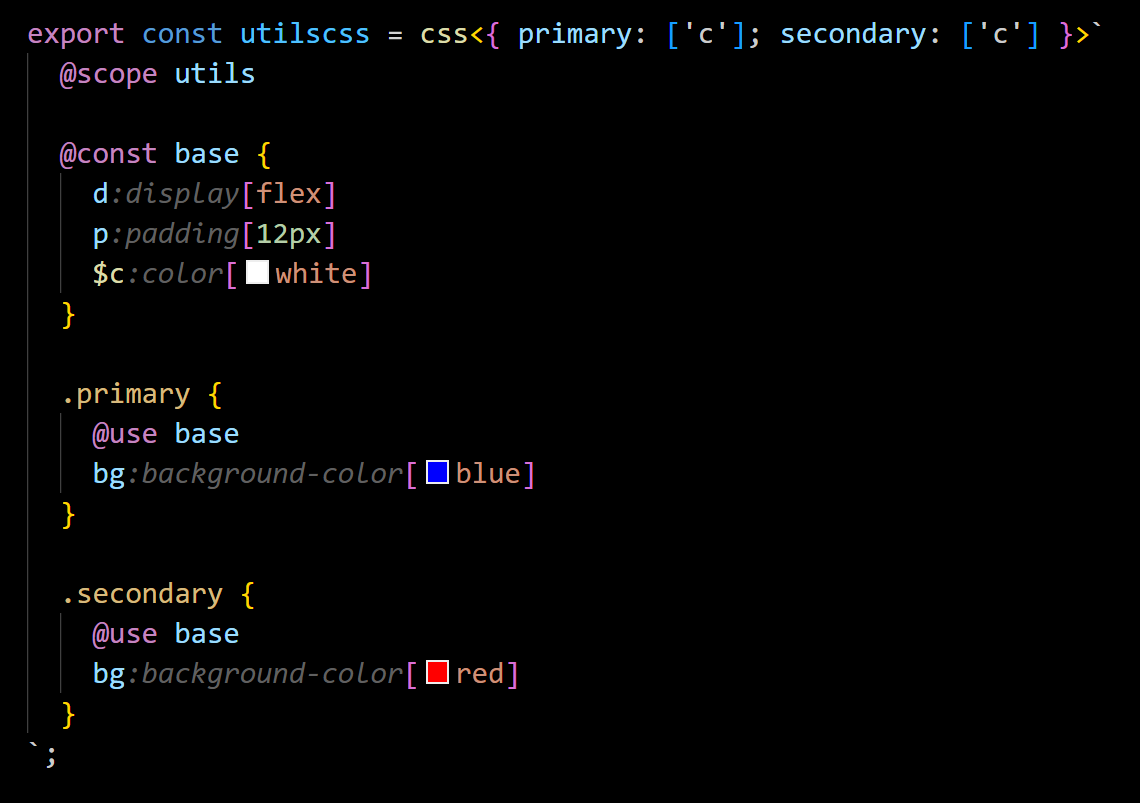 export const utilscss = css<{ primary: ['c']; secondary: ['c'] }>`
@scope utils
@const base {
d:display[flex]
p:padding[12px]
$c:color[white]
}
.primary {
@use base
bg:background-color[blue]
}
.secondary {
@use base
bg:background-color[red]
}
`;